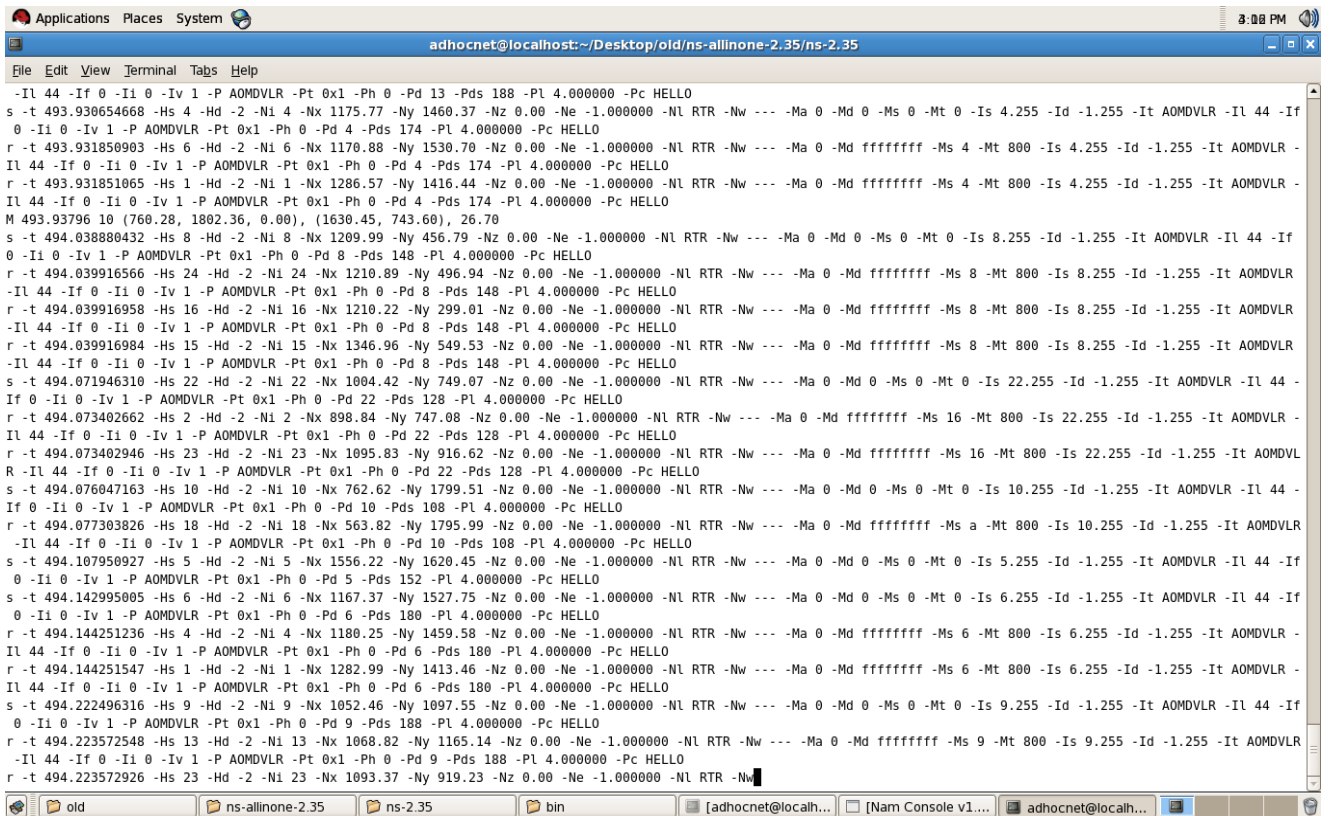 Applications Places System
PM
adhocnet@localhost:~/Desktop/old/ns-allinone-2.35/ns-2.35
File Edit View Terminal Tabs Help
-Il 44 -If 0 -Ii 0 -Iv 1 -P AOMDVLR -Pt 0x1 -Ph 0 -Pd 13 -Pds 188 -Pl 4.000000 -Pc HELLO
s -t 493.930654668 -Hs 4 -Hd -2 -Ni 4 -Nx 1175.77 -Ny 1460.37 -Nz 0.00 -Ne -1.000000 -Nl RTR -Nw --- -Ma 0 -Md 0 -Ms 0 -Mt 0 -Is 4.255 -Id -1.255 -It AOMDVLR -Il 44 -If
0 -Ii 0 -Iv 1 -P AOMDVLR -Pt 0x1 -Ph 0 -Pd 4 -Pds 174 -Pl 4.000000 -Pc HELLO
r -t 493.931850903 -Hs 6 -Hd -2 -Ni 6 -Nx 1170.88 -Ny 1530.70 -Nz 0.00 -Ne -1.000000 -Nl RTR -Nw --- -Ma 0 -Md ffffffff -Ms 4 -Mt 800 -Is 4.255 -Id -1.255 -It AOMDVLR -
Il 44 -If 0 -Ii 0 -Iv 1 -P AOMDVLR -Pt 0x1 -Ph 0 -Pd 4 -Pds 174 -Pl 4.000000 -Pc HELLO
r -t 493.931851065 -Hs 1 -Hd -2 -Ni 1 -Nx 1286.57 -Ny 1416.44 -Nz 0.00 -Ne -1.000000 -Nl RTR -Nw --- -Ma 0 -Md ffffffff -Ms 4 -Mt 800 -Is 4.255 -Id -1.255 -It AOMDVLR -
Il 44 -If 0 -Ii 0 -Iv 1 -P AOMDVLR -Pt 0x1 -Ph 0 -Pd 4 -Pds 174 -Pl 4.000000 -Pc HELLO
M 493.93796 10 (760.28, 1802.36, 0.00), (1630.45, 743.60), 26.70
s -t 494.038880432 -Hs 8 -Hd -2 -Ni 8 -Nx 1209.99 -Ny 456.79 -Nz 0.00 -Ne -1.000000 -Nl RTR -Nw --- -Ma 0 -Md 0 -Ms 0 -Mt 0 -Is 8.255 -Id -1.255 -It AOMDVLR -Il 44 -If
0 -Ii 0 -Iv 1 -P AOMDVLR -Pt 0x1 -Ph 0 -Pd 8 -Pds 148 -Pl 4.000000 -Pc HELLO
r -t 494.039916566 -Hs 24 -Hd -2 -Ni 24 -Nx 1210.89 -Ny 496.94 -Nz 0.00 -Ne -1.000000 -Nl RTR -Nw --- -Ma 0 -Md ffffffff -Ms 8 -Mt 800 -Is 8.255 -Id -1.255 -It AOMDVLR
-Il 44 -If 0 -Ii 0 -Iv 1 -P AOMDVLR -Pt 0x1 -Ph 0 -Pd 8 -Pds 148 -Pl 4.000000 -Pc HELLO
r -t 494.039916958 -Hs 16 -Hd -2 -Ni 16 -Nx 1210.22 -Ny 299.01 -Nz 0.00 -Ne -1.000000 -Nl RTR -Nw --- -Ma 0 -Md ffffffff -Ms 8 -Mt 800 -Is 8.255 -Id -1.255 -It AOMDVLR
-Il 44 -If 0 -Ii 0 -Iv 1 -P AOMDVLR -Pt 0x1 -Ph 0 -Pd 8 -Pds 148 -Pl 4.000000 -Pc HELLO
r -t 494.039916984 -Hs 15 -Hd -2 -Ni 15 -Nx 1346.96 -Ny 549.53 -Nz 0.00 -Ne -1.000000 -Nl RTR -Nw --- -Ma 0 -Md ffffffff -Ms 8 -Mt 800 -Is 8.255 -Id -1.255 -It AOMDVLR
-Il 44 -If 0 -Ii 0 -Iv 1 -P AOMDVLR -Pt 0x1 -Ph 0 -Pd 8 -Pds 148 -Pl 4.000000 -Pc HELLO
s -t 494.071946310 -Hs 22 -Hd -2 -Ni 22 -Nx 1004.42 -Ny 749.07 -Nz 0.00 -Ne -1.000000 -Nl RTR -Nw --- -Ma 0 -Md 0 -Ms 0 -Mt 0 -Is 22.255 -Id -1.255 -It AOMDVLR -Il 44 -
If 0 -Ii 0 -Iv 1 -P AOMDVLR -Pt 0x1 -Ph 0 -Pd 22 -Pds 128 -Pl 4.000000 -Pc HELLO
r -t 494.073402662 -Hs 2 -Hd -2 -Ni 2 -Nx 898.84 -Ny 747.08 -Nz 0.00 -Ne -1.000000 -Nl RTR -Nw --- -Ma 0 -Md ffffffff -Ms 16 -Mt 800 -Is 22.255 -Id -1.255 -It AOMDVLR -
Il 44 -If 0 -Ii 0 -Iv 1 -P AOMDVLR -Pt 0x1 -Ph 0 -Pd 22 -Pds 128 -Pl 4.000000 -Pc HELLO
r -t 494.073402946 -Hs 23 -Hd -2 -Ni 23 -Nx 1095.83 -Ny 916.62 -Nz 0.00 -Ne -1.000000 -Nl RTR -Nw --- -Ma 0 -Md ffffffff -Ms 16 -Mt 800 -Is 22.255 -Id -1.255 -It AOMDVL
R -Il 44 -If 0 -Ii 0 -Iv 1 -P AOMDVLR -Pt 0x1 -Ph 0 -Pd 22 -Pds 128 -Pl 4.000000 -Pc HELLO
s -t 494.076047163 -Hs 10 -Hd -2 -Ni 10 -Nx 762.62 -Ny 1799.51 -Nz 0.00 -Ne -1.000000 -Nl RTR -Nw --- -Ma 0 -Md 0 -Ms 0 -Mt 0 -Is 10.255 -Id -1.255 -It AOMDVLR -Il 44 -
If 0 -Ii 0 -Iv 1 -P AOMDVLR -Pt 0x1 -Ph 0 -Pd 10 -Pds 108 -Pl 4.000000 -Pc HELLO
r -t 494.077303826 -Hs 18 -Hd -2 -Ni 18 -Nx 563.82 -Ny 1795.99 -Nz 0.00 -Ne -1.000000 -Nl RTR -Nw --- -Ma 0 -Md ffffffff -Ms a -Mt 800 -Is 10.255 -Id -1.255 -It AOMDVLR
-Il 44 -If 0 -Ii 0 -Iv 1 -P AOMDVLR -Pt 0x1 -Ph 0 -Pd 10 -Pds 108 -Pl 4.000000 -Pc HELLO
s -t 494.107950927 -Hs 5 -Hd -2 -Ni 5 -Nx 1556.22 -Ny 1620.45 -Nz 0.00 -Ne -1.000000 -Nl RTR -Nw --- -Ma 0 -Md 0 -Ms 0 -Mt 0 -Is 5.255 -Id -1.255 -It AOMDVLR -Il 44 -If
0 -Ii 0 -Iv 1 -P AOMDVLR -Pt 0x1 -Ph 0 -Pd 5 -Pds 152 -Pl 4.000000 -Pc HELLO
s -t 494.142995005 -Hs 6 -Hd -2 -Ni 6 -Nx 1167.37 -Ny 1527.75 -Nz 0.00 -Ne -1.000000 -Nl RTR -Nw --- -Ma 0 -Md 0 -Ms 0 -Mt 0 -Is 6.255 -Id -1.255 -It AOMDVLR -Il 44 -If
0 -Ii 0 -Iv 1 -P AOMDVLR -Pt 0x1 -Ph 0 -Pd 6 -Pds 180 -Pl 4.000000 -Pc HELLO
r -t 494.144251236 -Hs 4 -Hd -2 -Ni 4 -Nx 1180.25 -Ny 1459.58 -Nz 0.00 -Ne -1.000000 -Nl RTR -Nw --- -Ma 0 -Md ffffffff -Ms 6 -Mt 800 -Is 6.255 -Id -1.255 -It AOMDVLR -
Il 44 -If 0 -Ii 0 -Iv 1 -P AOMDVLR -Pt 0x1 -Ph 0 -Pd 6 -Pds 180 -Pl 4.000000 -Pc HELLO
r -t 494.144251547 -Hs 1 -Hd -2 -Ni 1 -Nx 1282.99 -Ny 1413.46 -Nz 0.00 -Ne -1.000000 -Nl RTR -Nw --- -Ma 0 -Md ffffffff -Ms 6 -Mt 800 -Is 6.255 -Id -1.255 -It AOMDVLR -
Il 44 -If 0 -Ii 0 -Iv 1 -P AOMDVLR -Pt 0x1 -Ph 0 -Pd 6 -Pds 180 -Pl 4.000000 -Pc HELLO
s -t 494.222496316 -Hs 9 -Hd -2 -Ni 9 -Nx 1052.46 -Ny 1097.55 -Nz 0.00 -Ne -1.000000 -Nl RTR -Nw --- -Ma 0 -Md 0 -Ms 0 -Mt 0 -Is 9.255 -Id -1.255 -It AOMDVLR -Il 44 -If
0 -Ii 0 -Iv 1 -P AOMDVLR -Pt 0x1 -Ph 0 -Pd 9 -Pds 188 -Pl 4.000000 -Pc HELLO
r -t 494.223572548 -Hs 13 -Hd -2 -Ni 13 -Nx 1068.82 -Ny 1165.14 -Nz 0.00 -Ne -1.000000 -Nl RTR -Nw --- -Ma 0 -Md ffffffff -Ms 9 -Mt 800 -Is 9.255 -Id -1.255 -It AOMDVLR
-Il 44 -If 0 -Ii 0 -Iv 1 -P AOMDVLR -Pt 0x1 -Ph 0 -Pd 9 -Pds 188 -Pl 4.000000 -Pc HELLO
r -t 494.223572926 -Hs 23 -Hd -2 -Ni 23 -Nx 1093.37 -Ny 919.23 -Nz 0.00 -Ne -1.000000 -Nl RTR -Nw
old ns-allinone-2.35 ns-2.35 bin [adhocnet@localh... [Nam Console v1.... adhocnet@localh...